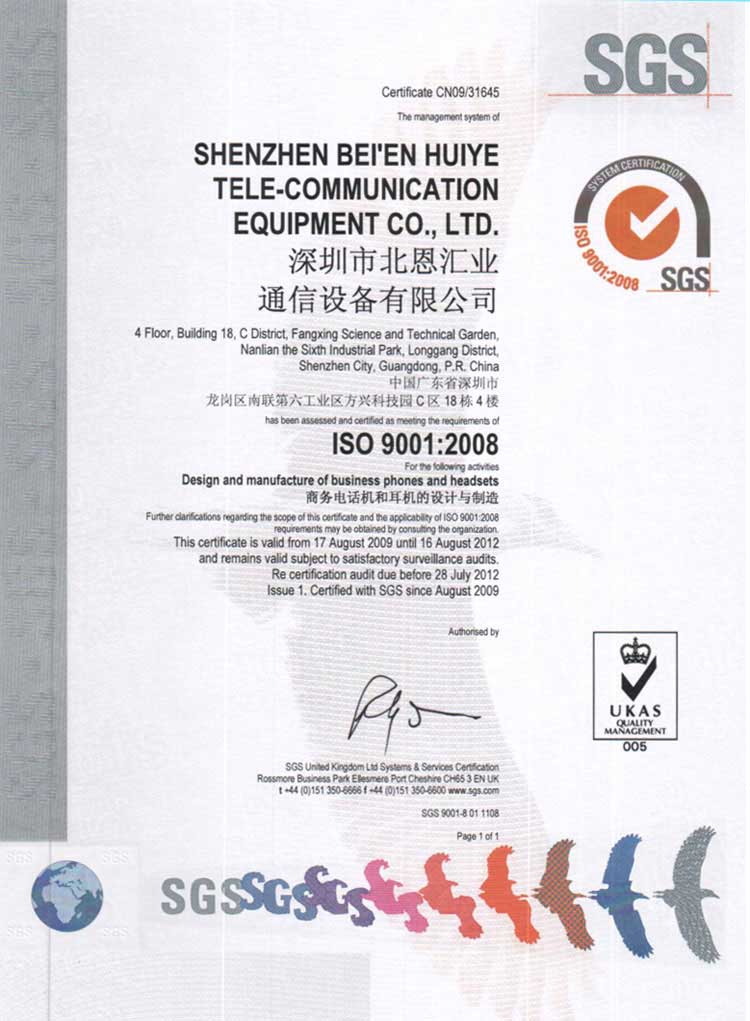 SGS
Certificate CN09/31645
The management system of
SHENZHEN BEI'EN HUIYE
TELE-COMMUNICATION
EQUIPMENT CO., LTD.
深圳市北恩汇业
通信设备有限公司
SYSTEM CERTIFICATION
ISO 9001:2008
SGS
4 Floor, Building 18, C District, Fangxing Science and Technical Garden,
Nanlian the Sixth Industrial Park, Longgang District,
Shenzhen City, Guangdong, P.R. China
中国广东省深圳市
龙岗区南联第六工业区方兴科技园 C 区 18 栋 4 楼
has been assessed and certified as meeting the requirements of
ISO 9001:2008
For the following activities
Design and manufacture of business phones and headsets
商务电话机和耳机的设计与制造
Further clarifications regarding the scope of this certificate and the applicability of ISO 9001:2008
requirements may be obtained by consulting the organization.
This certificate is valid from 17 August 2009 until 16 August 2012
and remains valid subject to satisfactory surveillance audits.
Re certification audit due before 28 July 2012
Issue 1. Certified with SGS since August 2009
Authorised by
UKAS
QUALITY
MANAGEMENT
005
SGS United Kingdom Ltd Systems & Services Certification
Rossmore Business Park Ellesmere Port Cheshire CH65 3 EN UK
t +44 (0)151 350-6666 f +44 (0)151 350-6600 www.sgs.com
SGS 9001-8 01 1108
Page 1 of 1
SGS SGS
SGS SGS
SGSSGSSGS